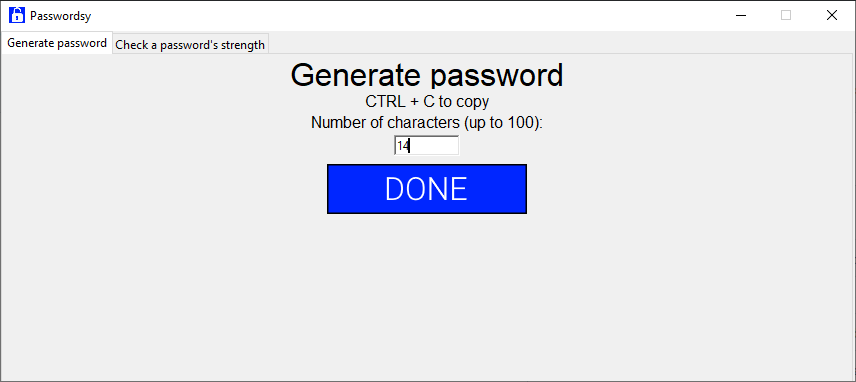 Passwordsy
Generate password
Check a password's strength
Generate password
CTRL + C to copy
Number of characters (up to 100):
14
DONE